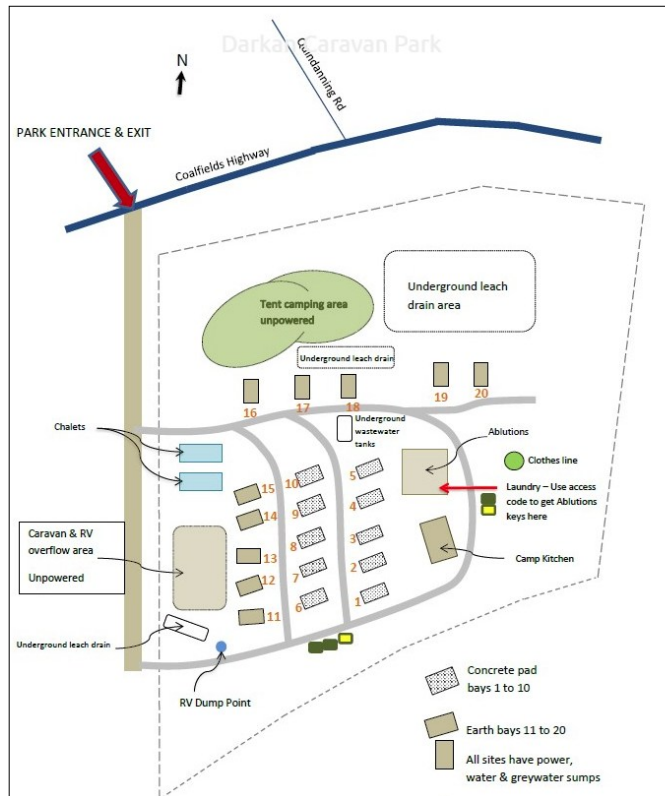 Darkan Caravan Park
N
Quindanning Rd
PARK ENTRANCE & EXIT
Coalfields Highway
Underground leach
drain area
Tent camping area
unpowered
Underground leach drain
16
17
18
19
20
Underground
wastewater
tanks
Chalets
Ablutions
Clothes line
Laundry – Use access
code to get Ablutions
keys here
15
14
13
12
11
10
9
8
7
6
5
4
3
2
1
Caravan & RV
overflow area
Unpowered
Camp Kitchen
Underground leach drain
RV Dump Point
Concrete pad
bays 1 to 10
Earth bays 11 to 20
All sites have power,
water & greywater sumps